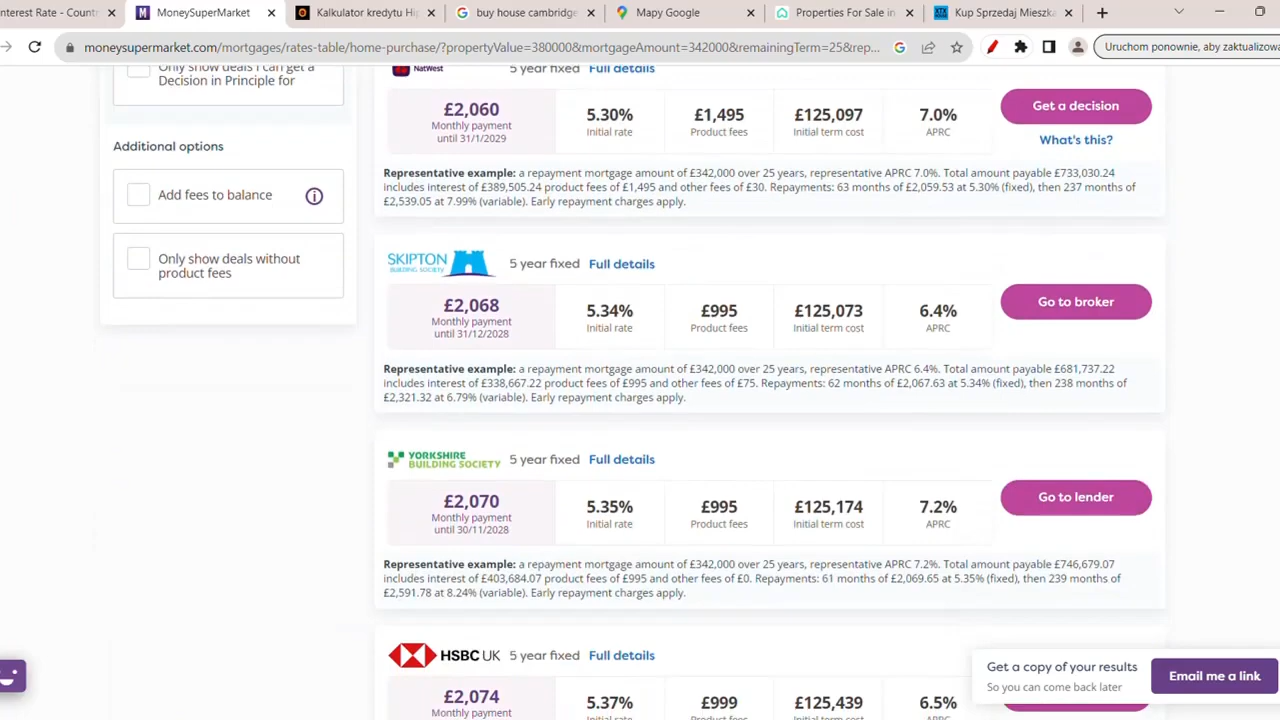 nterest Rate - Countr
MoneySuperMarket
Kalkulator kredytu Hip
buy house cambridge
Mapy Google
Properties For Sale in
Kup Sprzedaj Mieszka
moneysupermarket.com/mortgages/rates-table/home-purchase/?propertyValue=380000&mortgageAmount=342000&remainingTerm=25&rep...
Uruchom ponownie, aby zaktualizowa
Only show deals I can get a
Decision in Principle for
Additional options
Add fees to balance
Only show deals without
product fees
NatWest
5 year fixed Full details
£2,060
Monthly payment
until 31/1/2029
5.30%
Initial rate
£1,495
Product fees
£125,097
Initial term cost
7.0%
APRC
Get a decision
What's this?
Representative example: a repayment mortgage amount of £342,000 over 25 years, representative APRC 7.0%. Total amount payable £733,030.24
includes interest of £389,505.24 product fees of £1,495 and other fees of £30. Repayments: 63 months of £2,059.53 at 5.30% (fixed), then 237 months of
£2,539.05 at 7.99% (variable). Early repayment charges apply.
SKIPTON
BUILDING SOCIETY
5 year fixed Full details
£2,068
Monthly payment
until 31/12/2028
5.34%
Initial rate
£995
Product fees
£125,073
Initial term cost
6.4%
APRC
Go to broker
Representative example: a repayment mortgage amount of £342,000 over 25 years, representative APRC 6.4%. Total amount payable £681,737.22
includes interest of £338,667.22 product fees of £995 and other fees of £75. Repayments: 62 months of £2,067.63 at 5.34% (fixed), then 238 months of
£2,321.32 at 6.79% (variable). Early repayment charges apply.
YORKSHIRE
BUILDING SOCIETY
5 year fixed Full details
£2,070
Monthly payment
until 30/11/2028
5.35%
Initial rate
£995
Product fees
£125,174
Initial term cost
7.2%
APRC
Go to lender
Representative example: a repayment mortgage amount of £342,000 over 25 years, representative APRC 7.2%. Total amount payable £746,679.07
includes interest of £403,684.07 product fees of £995 and other fees of £0. Repayments: 61 months of £2,069.65 at 5.35% (fixed), then 239 months of
£2,591.78 at 8.24% (variable). Early repayment charges apply.
HSBC UK
5 year fixed Full details
£2,074
Monthly payment
5.37%
Initial rate
£999
Product fees
£125,439
Initial term cost
6.5%
APRC
Get a copy of your results
So you can come back later
Email me a link